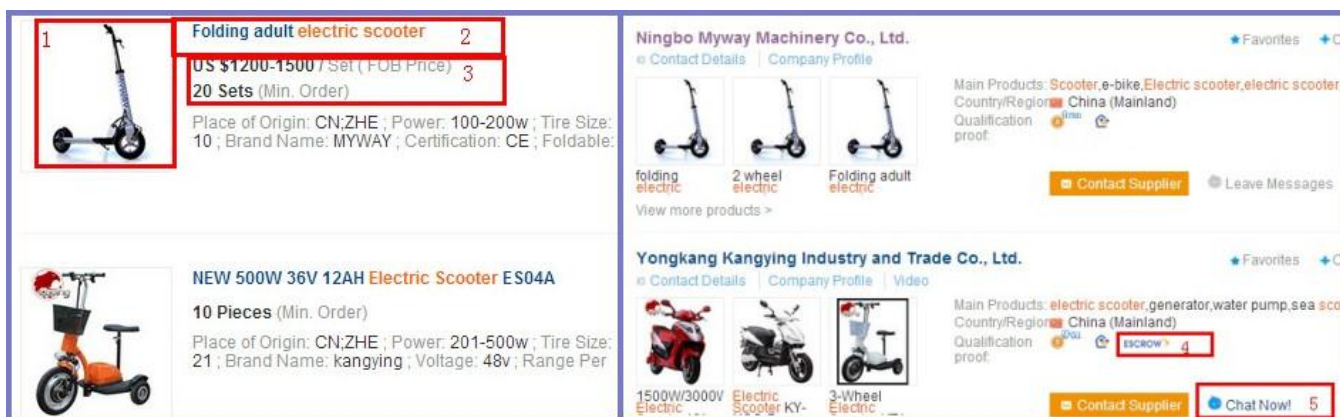 1
Folding adult electric scooter 2
US $1200-1500 / Set ( FOB Price)
3
20 Sets (Min. Order)
Place of Origin: CN;ZHE ; Power: 100-200w ; Tire Size:
10 ; Brand Name: MYWAY ; Certification: CE ; Foldable:
NEW 500W 36V 12AH Electric Scooter ES04A
10 Pieces (Min. Order)
Place of Origin: CN;ZHE ; Power: 201-500w ; Tire Size:
21 ; Brand Name: kangying ; Voltage: 48v ; Range Per
Ningbo Myway Machinery Co., Ltd.
Favorites
Contact Details Company Profile
Main Products: Scooter,e-bike,Electric scooter,electric scooter
Country/Region China (Mainland)
Qualification
proof:
folding electric
2 wheel electric
Folding adult electric
Contact Supplier Leave Messages
View more products >
Yongkang Kangying Industry and Trade Co., Ltd.
Favorites
Contact Details Company Profile Video
Main Products: electric scooter,generator,water pump,sea sco
Country/Region China (Mainland)
Qualification ESCROW 4
proof:
1500W/3000V Electric
Electric Scooter KY-
3-Wheel Electric
Contact Supplier Chat Now! 5